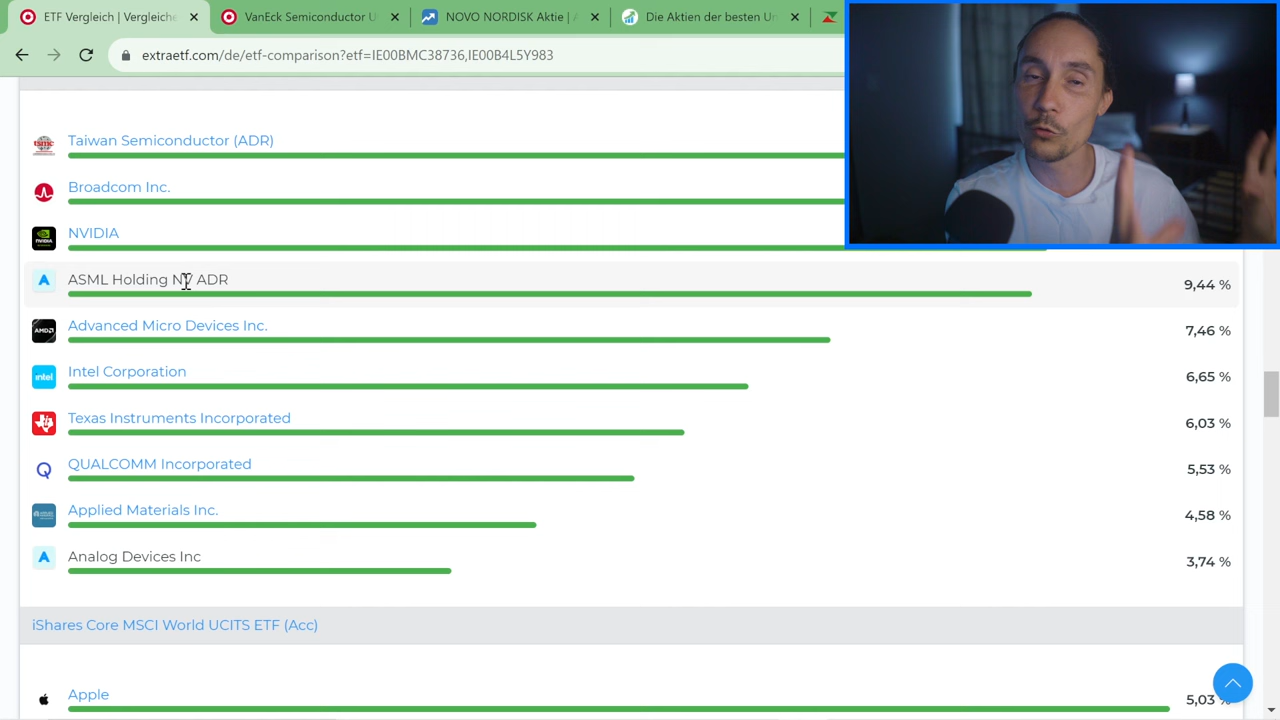 ETF Vergleich | Vergleiche
VanEck Semiconductor U
NOVO NORDISK Aktie | A
Die Aktien der besten Un
extraetf.com/de/etf-comparison?etf=IE00BMC38736,IE00B4L5Y983
Taiwan Semiconductor (ADR)
Broadcom Inc.
NVIDIA
ASML Holding NV ADR 9,44 %
AMD
Advanced Micro Devices Inc. 7,46 %
intel
Intel Corporation 6,65 %
Texas Instruments Incorporated 6,03 %
QUALCOMM Incorporated 5,53 %
Applied Materials Inc. 4,58 %
A
Analog Devices Inc 3,74 %
iShares Core MSCI World UCITS ETF (Acc)
Apple 5,03 %